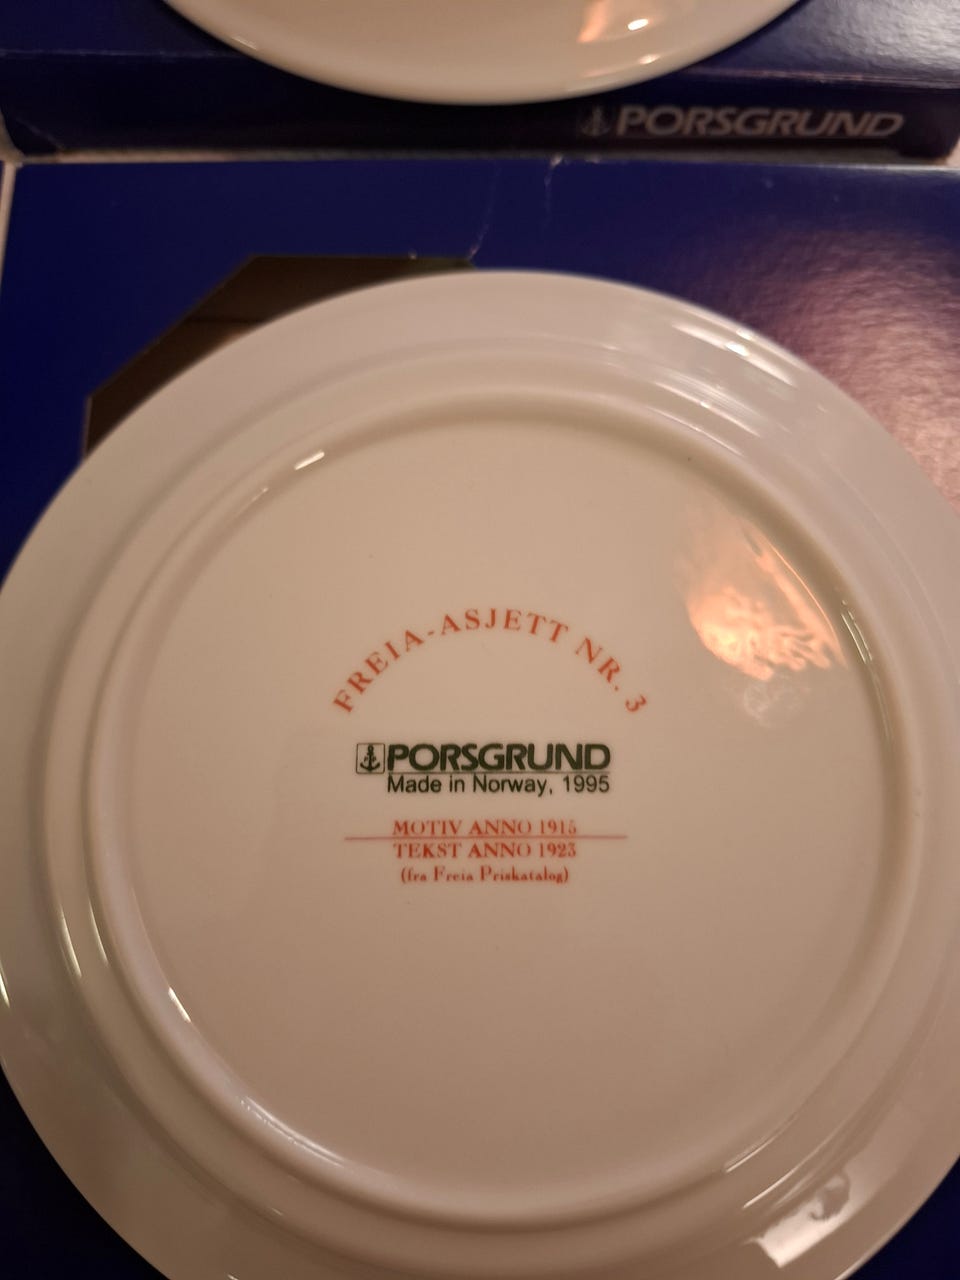 PORSGRUND
FREIA-ASJETT NR. 3
PORSGRUND
Made in Norway, 1995
MOTIV ANNO 1915
TEKST ANNO 1923
(fra Freia Priskatalog)